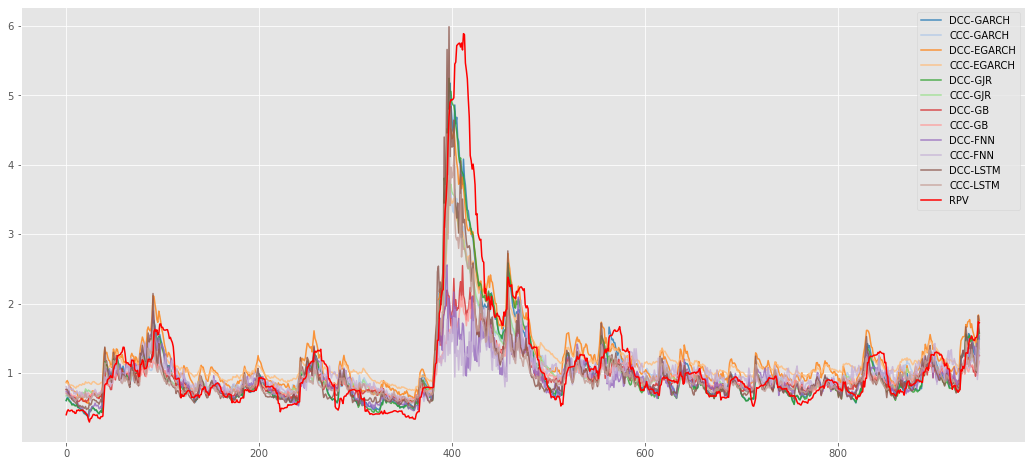 6
5
4
3
2
1
0
200
400
600
800
DCC-GARCH
CCC-GARCH
DCC-EGARCH
CCC-EGARCH
DCC-GJR
CCC-GJR
DCC-GB
CCC-GB
DCC-FNN
CCC-FNN
DCC-LSTM
CCC-LSTM
RPV